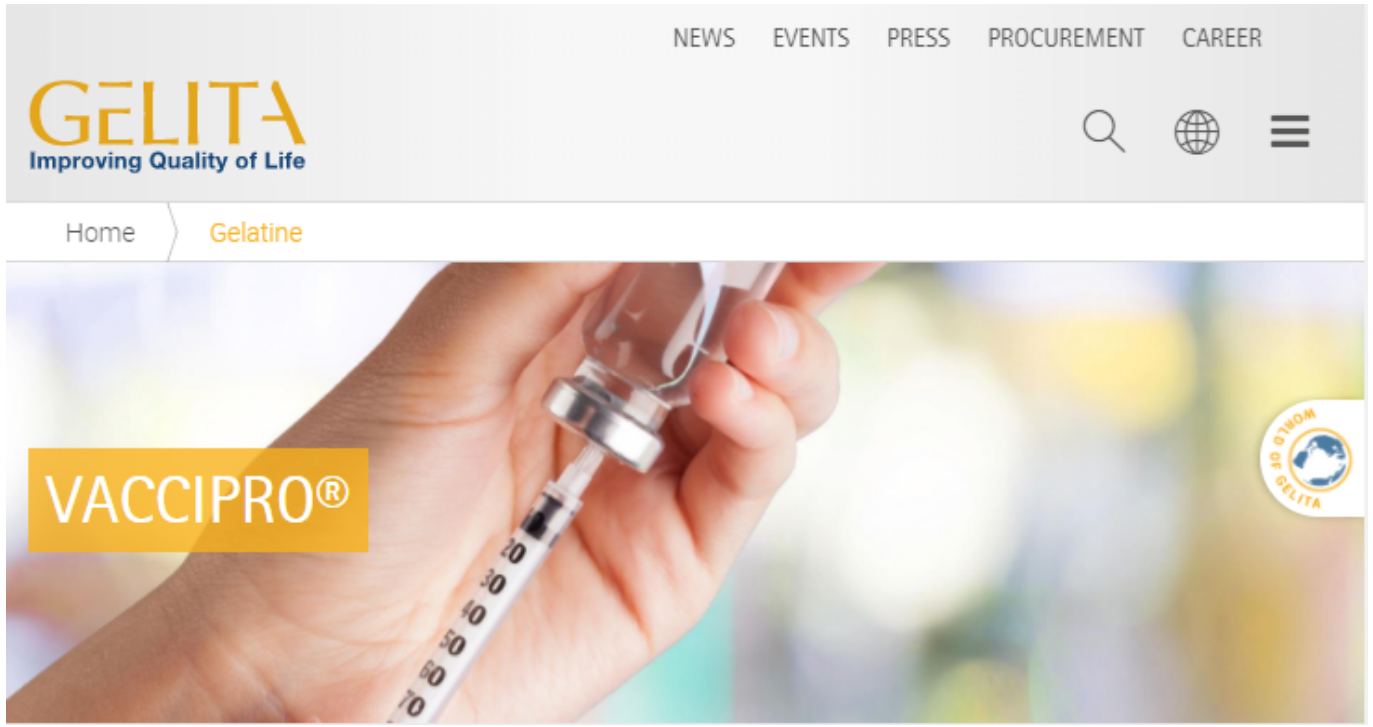 NEWS EVENTS PRESS PROCUREMENT CAREER
GELITA
Improving Quality of Life
Home Gelatine
VACCIPRO®
WORLD OF GELITA
20
30
40
50
60
70